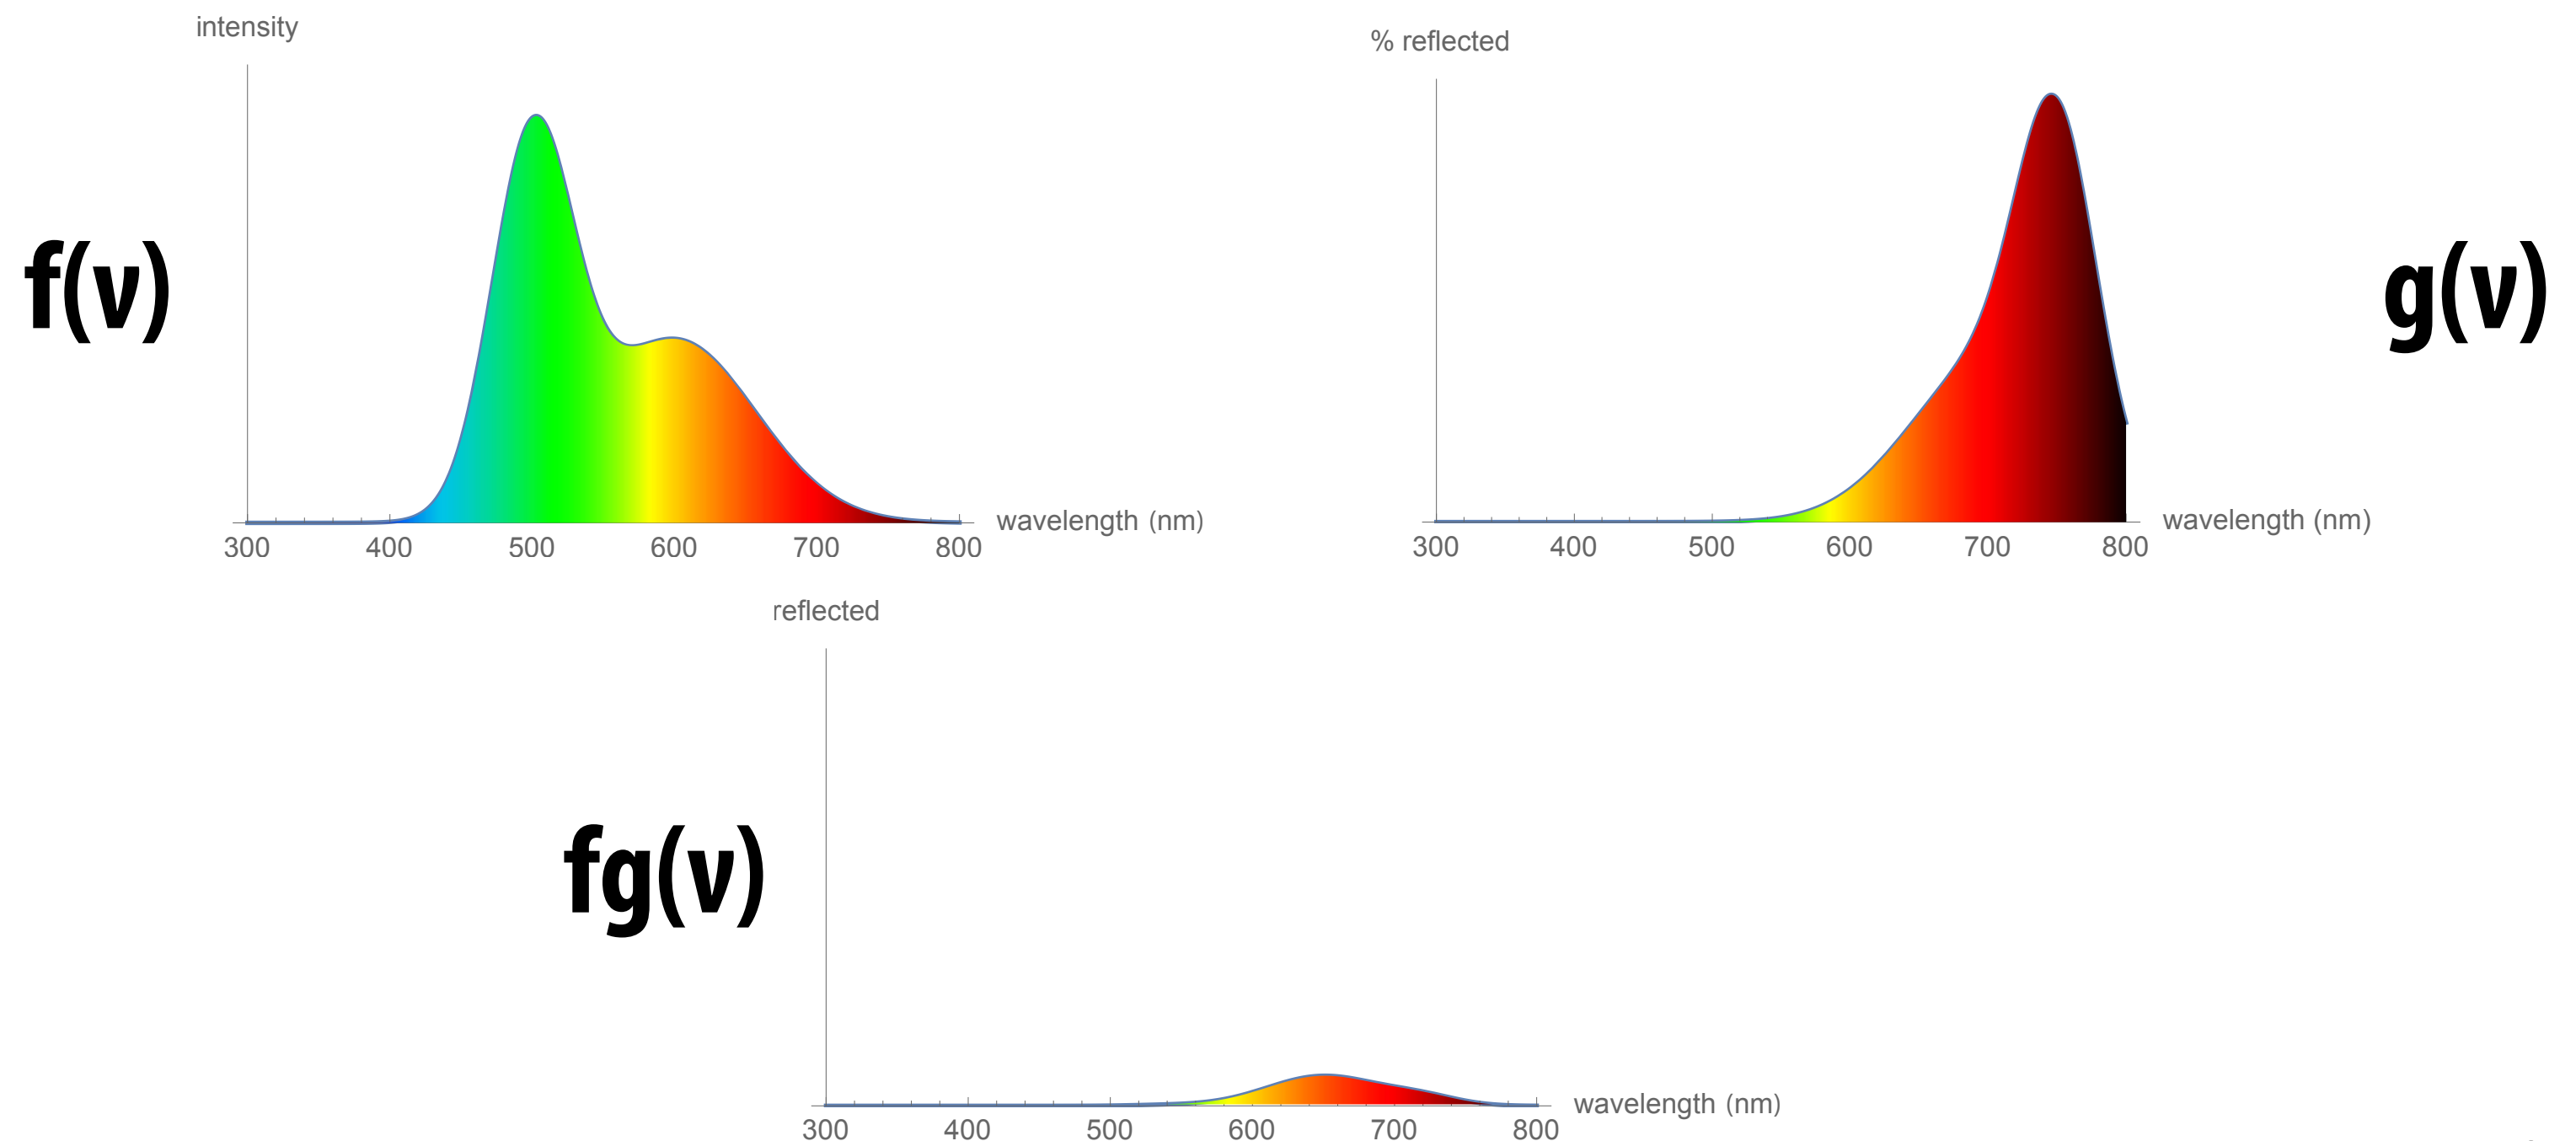 intensity
f(ν)
300 400 500 600 700 800
wavelength (nm)
% reflected
g(ν)
300 400 500 600 700 800
wavelength (nm)
reflected
fg(ν)
300 400 500 600 700 800
wavelength (nm)